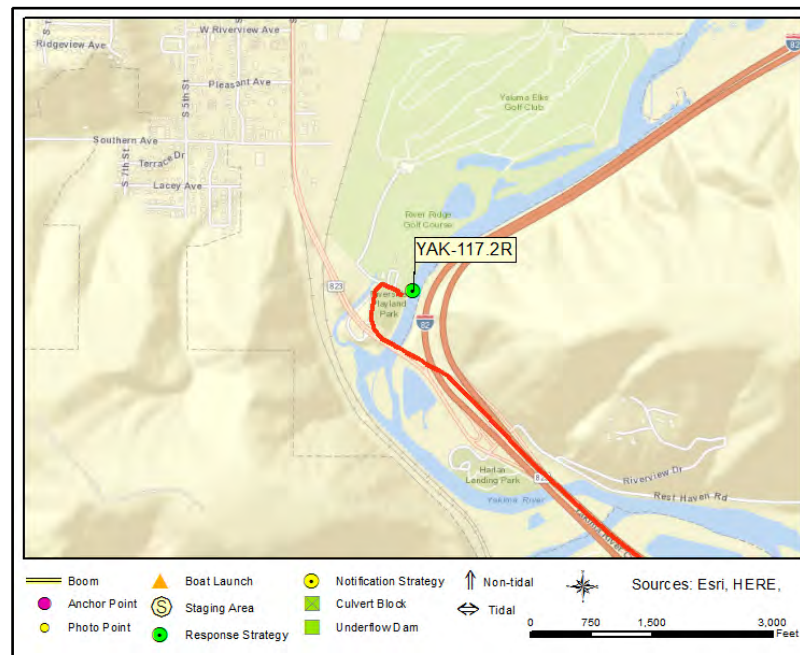 W Riverview Ave
Ridgeview Ave
Pleasant Ave
S 5th St
Southern Ave
Terrace Dr
S 7th St
Lacey Ave
82
Yakima Elks
Golf Club
River Ridge
Golf Course
YAK-117.2R
823
Playland
Park
82
Harlan
Landing Park
Yakima River
Riverview Dr
Rest Haven Rd
Boom
Anchor Point
Photo Point
Boat Launch
S
Staging Area
Response Strategy
Notification Strategy
Culvert Block
Underflow Dam
Non-tidal
Tidal
Sources: Esri, HERE,
0 750 1,500 3,000
Feet